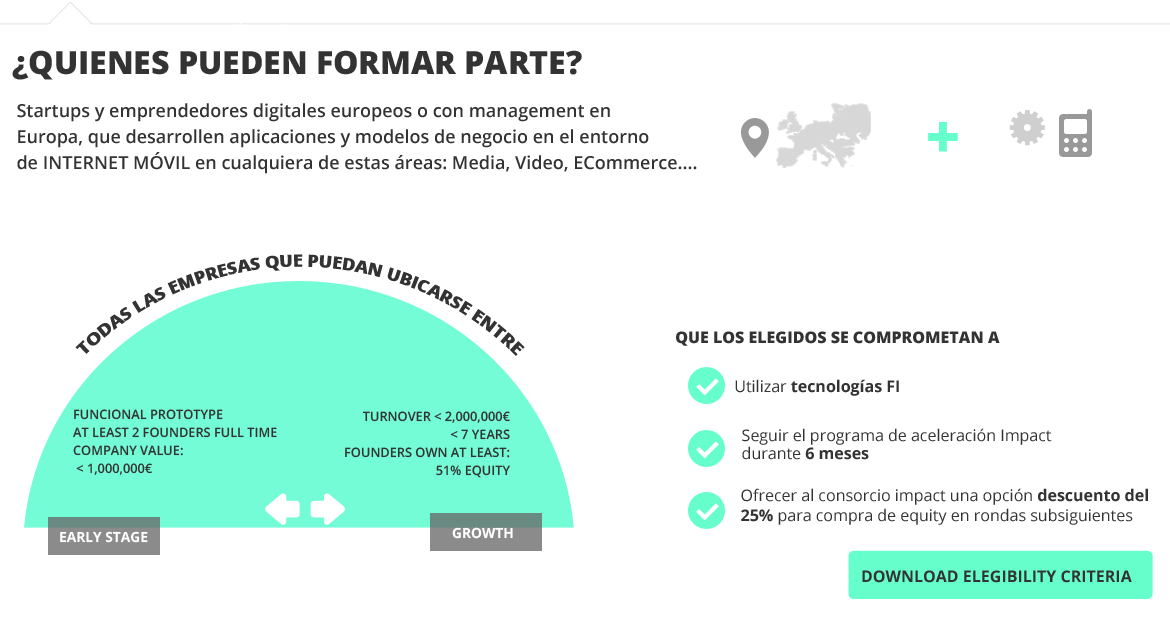 ¿QUIENES PUEDEN FORMAR PARTE?
Startups y emprendedores digitales europeos o con management en
Europa, que desarrollen aplicaciones y modelos de negocio en el entorno
de INTERNET MÓVIL en cualquiera de estas áreas: Media, Video, ECommerce....
TODAS LAS EMPRESAS QUE PUEDAN UBICARSE ENTRE
FUNCIONAL PROTOTYPE
AT LEAST 2 FOUNDERS FULL TIME
COMPANY VALUE:
< 1,000,000€
TURNOVER < 2,000,000€
< 7 YEARS
FOUNDERS OWN AT LEAST:
51% EQUITY
EARLY STAGE
GROWTH
QUE LOS ELEGIDOS SE COMPROMETAN A
Utilizar tecnologías FI
Seguir el programa de aceleración Impact
durante 6 meses
Ofrecer al consorcio impact una opción descuento del
25% para compra de equity en rondas subsiguientes
DOWNLOAD ELEGIBILITY CRITERIA